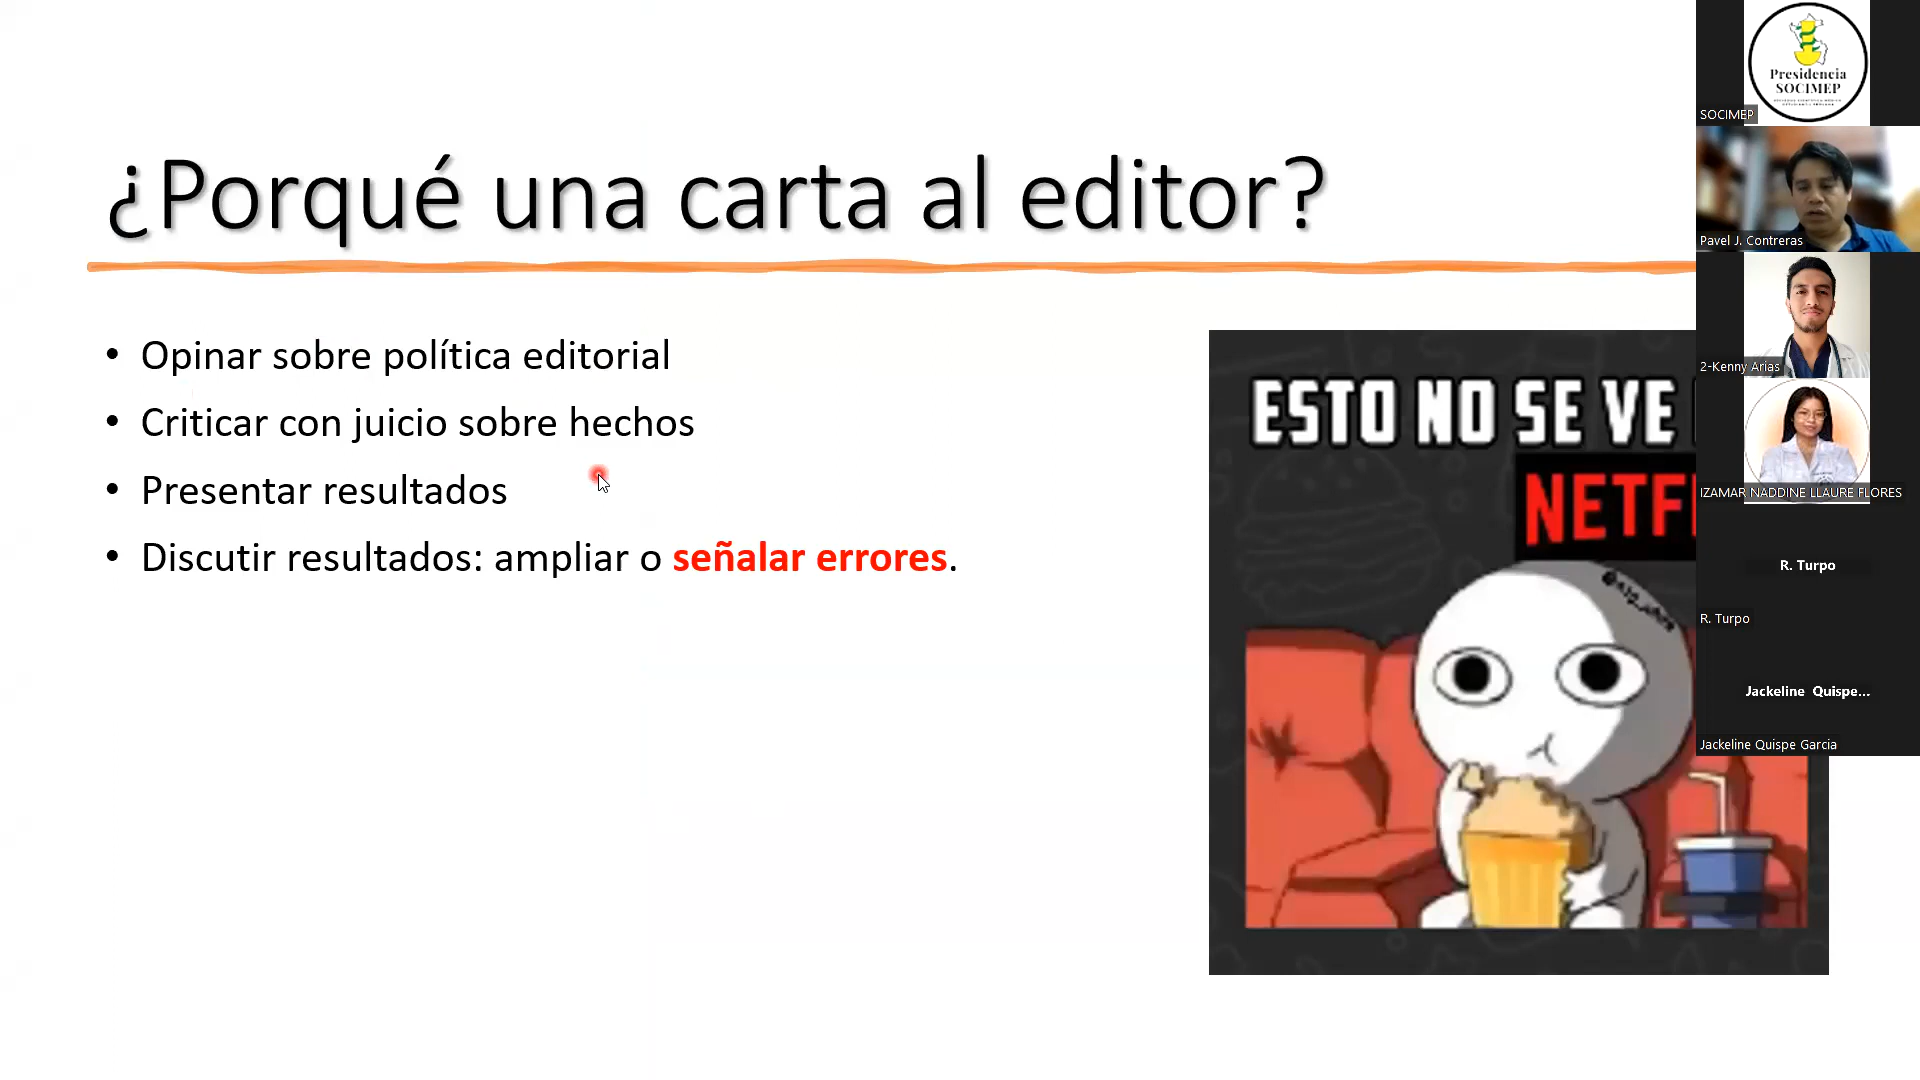 ¿Porqué una carta al editor?
• Opinar sobre política editorial
• Criticar con juicio sobre hechos
• Presentar resultados
• Discutir resultados: ampliar o señalar errores.
ESTO NO SE VE
NETF
Presidencia
SOCIMEP
SOCIMEP
Pavel J. Contreras
2-Kenny Arias
IZAMAR NADDINE LLAURE FLORES
R. Turpo
R. Turpo
Jackeline Quispe...
Jackeline Quispe Garcia